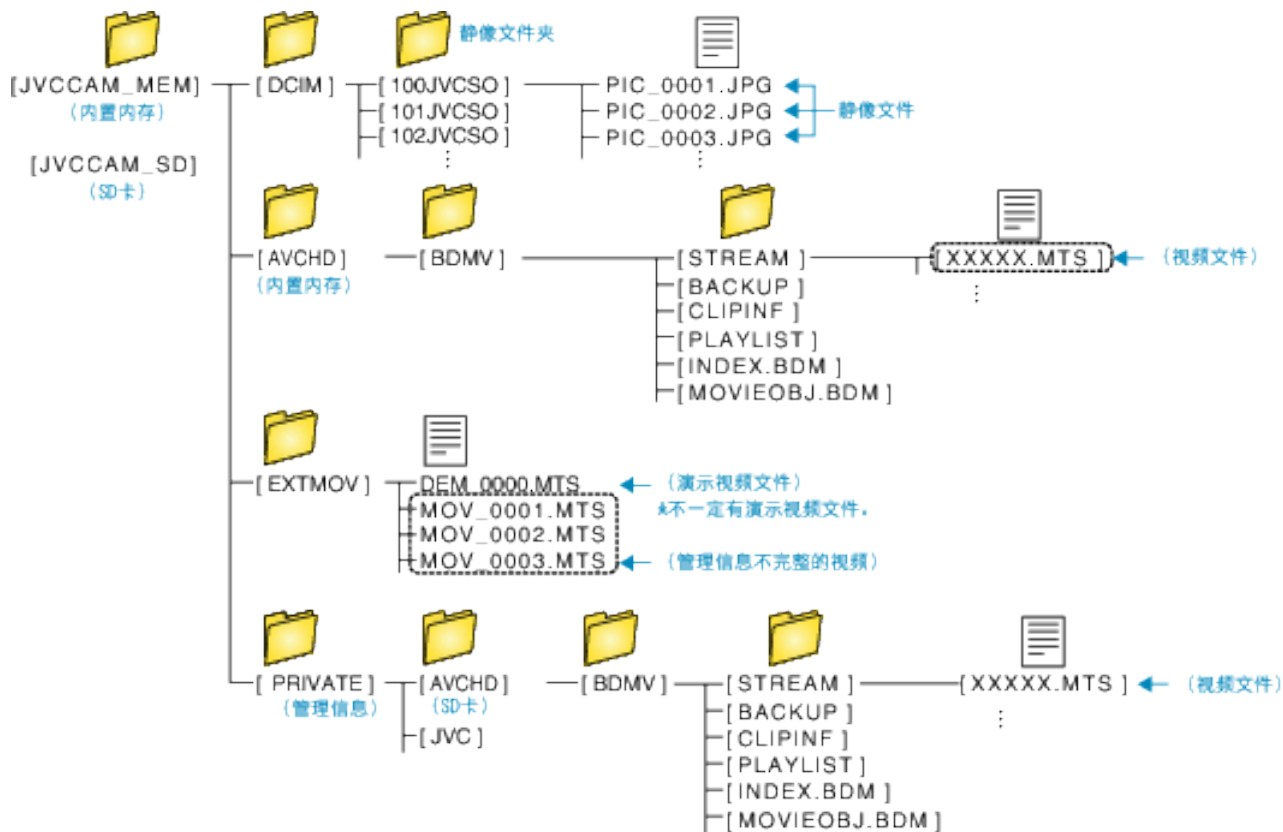 静像文件夹
[JVCCAM_MEM]
(内置内存)
[JVCCAM_SD]
(SD卡)
[DCIM]
[100JVCSO]
[101JVCSO]
[102JVCSO]
PIC_0001.JPG
PIC_0002.JPG
PIC_0003.JPG
静像文件
[AVCHD]
(内置内存)
[BDMV]
[STREAM]
[BACKUP]
[CLIPINF]
[PLAYLIST]
[INDEX.BDM]
[MOVIEOBJ.BDM]
[XXXXX.MTS]
(视频文件)
[EXTMOV]
DEM_0000.MTS
(演示视频文件)
*不一定有演示视频文件.
MOV_0001.MTS
MOV_0002.MTS
MOV_0003.MTS
(管理信息不完整的视频)
[PRIVATE]
(管理信息)
[AVCHD]
(SD卡)
[JVC]
[BDMV]
[STREAM]
[BACKUP]
[CLIPINF]
[PLAYLIST]
[INDEX.BDM]
[MOVIEOBJ.BDM]
[XXXXX.MTS]
(视频文件)